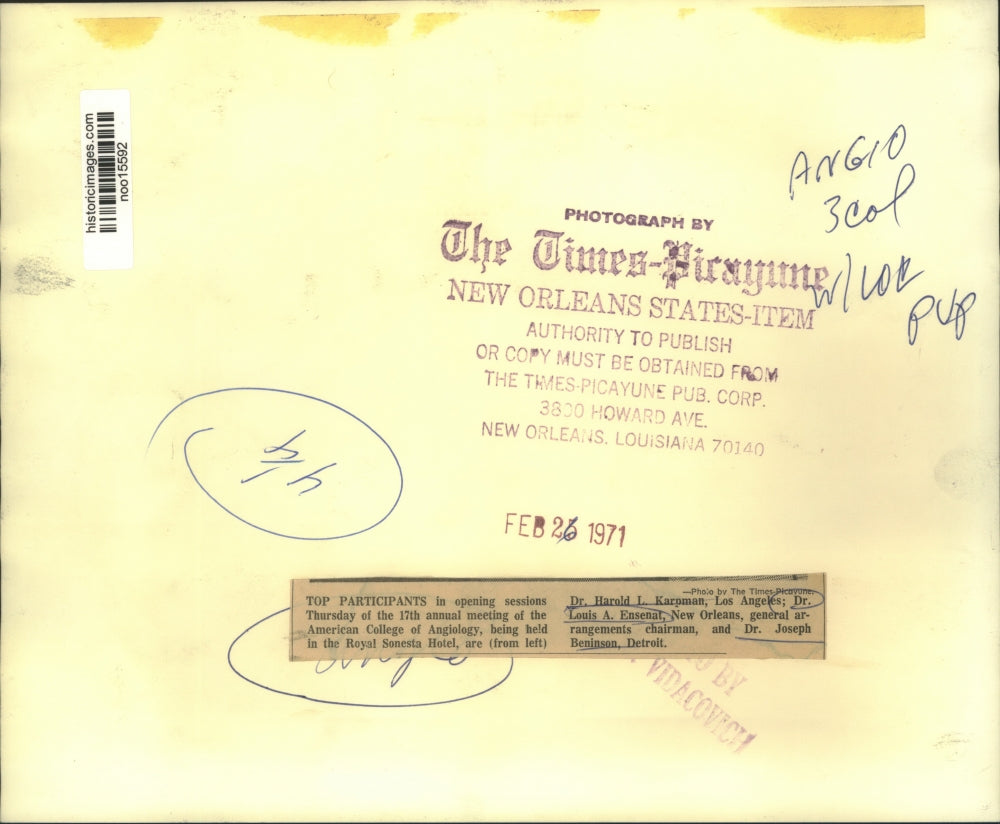 historicimages.com
noo15592
ANGIO
3col
PHOTOGRAPH BY
The Times-Picayune
NEW ORLEANS STATES-ITEM
AUTHORITY TO PUBLISH
OR COPY MUST BE OBTAINED FROM
THE TIMES-PICAYUNE PUB. CORP.
3800 HOWARD AVE.
NEW ORLEANS, LOUISIANA 70140
FEB 26 1971
TOP PARTICIPANTS in opening sessions
Thursday of the 17th annual meeting of the
American College of Angiology, being held
in the Royal Sonesta Hotel, are (from left)
—Photo by The Times-Picayune.
Dr. Harold L. Karpman, Los Angeles; Dr.
Louis A. Ensenat, New Orleans, general ar-
rangements chairman, and Dr. Joseph
Beninson, Detroit.
BY
VIDACOVICH